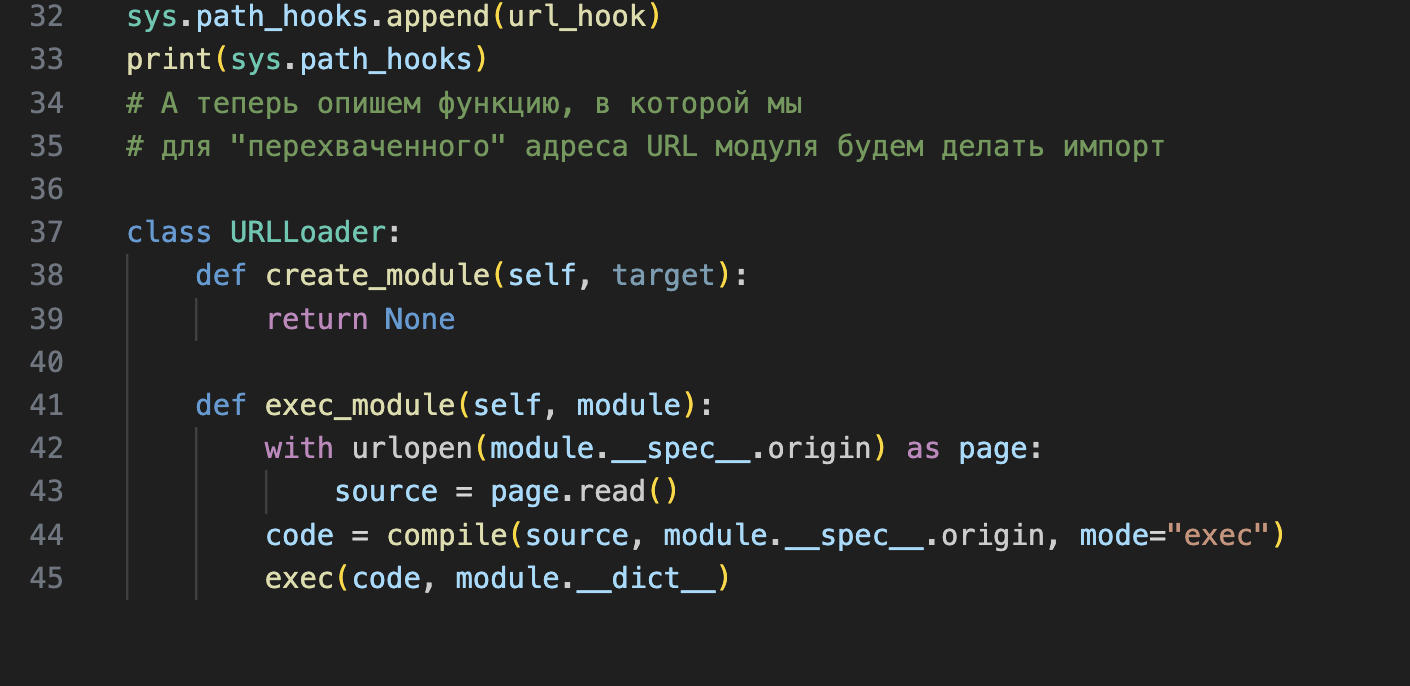 32 sys.path_hooks.append(url_hook)
33 print(sys.path_hooks)
34 # А теперь опишем функцию, в которой мы
35 # для "перехваченного" адреса URL модуля будем делать импорт
36
37 class URLLoader:
38     def create_module(self, target):
39         return None
40
41     def exec_module(self, module):
42         with urlopen(module.__spec__.origin) as page:
43             source = page.read()
44         code = compile(source, module.__spec__.origin, mode="exec")
45         exec(code, module.__dict__)